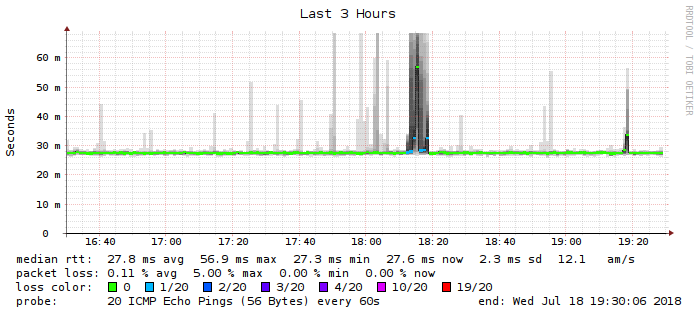 Last 3 Hours
RRDTOOL / TOBI OETIKER
Seconds
60 m
50 m
40 m
30 m
20 m
10 m
0
16:40 17:00 17:20 17:40 18:00 18:20 18:40 19:00 19:20
median rtt: 27.8 ms avg 56.9 ms max 27.3 ms min 27.6 ms now 2.3 ms sd 12.1 am/s
packet loss: 0.11 % avg 5.00 % max 0.00 % min 0.00 % now
loss color: 0 1/20 2/20 3/20 4/20 10/20 19/20
probe: 20 ICMP Echo Pings (56 Bytes) every 60s end: Wed Jul 18 19:30:06 2018